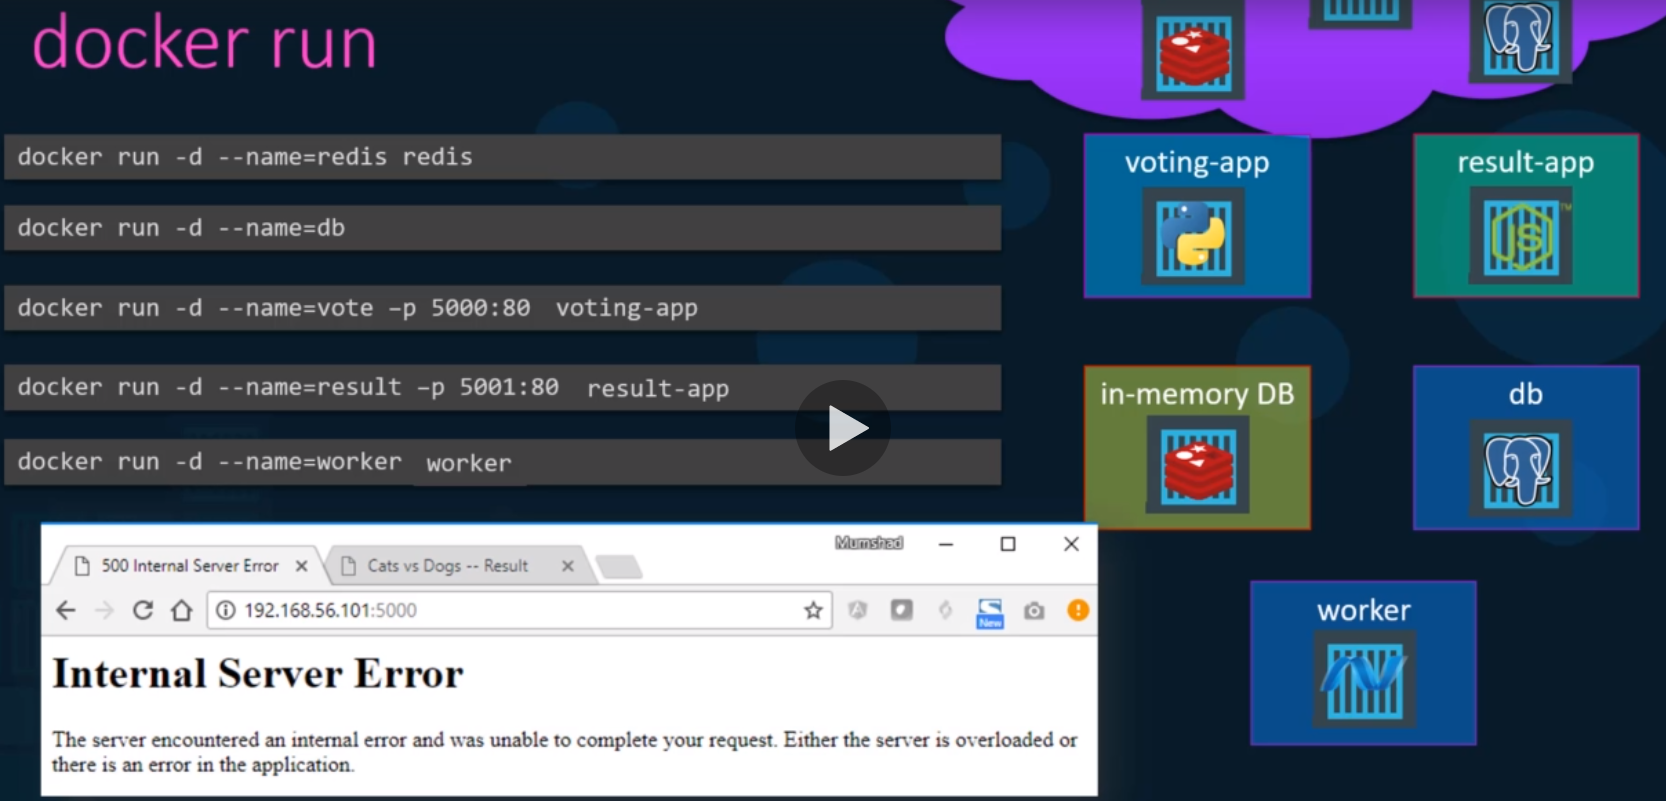 docker run
docker run -d --name=redis redis
docker run -d --name=db
docker run -d --name=vote –p 5000:80 voting-app
docker run -d --name=result –p 5001:80 result-app
docker run -d --name=worker worker
voting-app
result-app
TM
JS
in-memory DB
db
worker
Mumshad
500 Internal Server Error
Cats vs Dogs -- Result
192.168.56.101:5000
New
Internal Server Error
The server encountered an internal error and was unable to complete your request. Either the server is overloaded or
there is an error in the application.